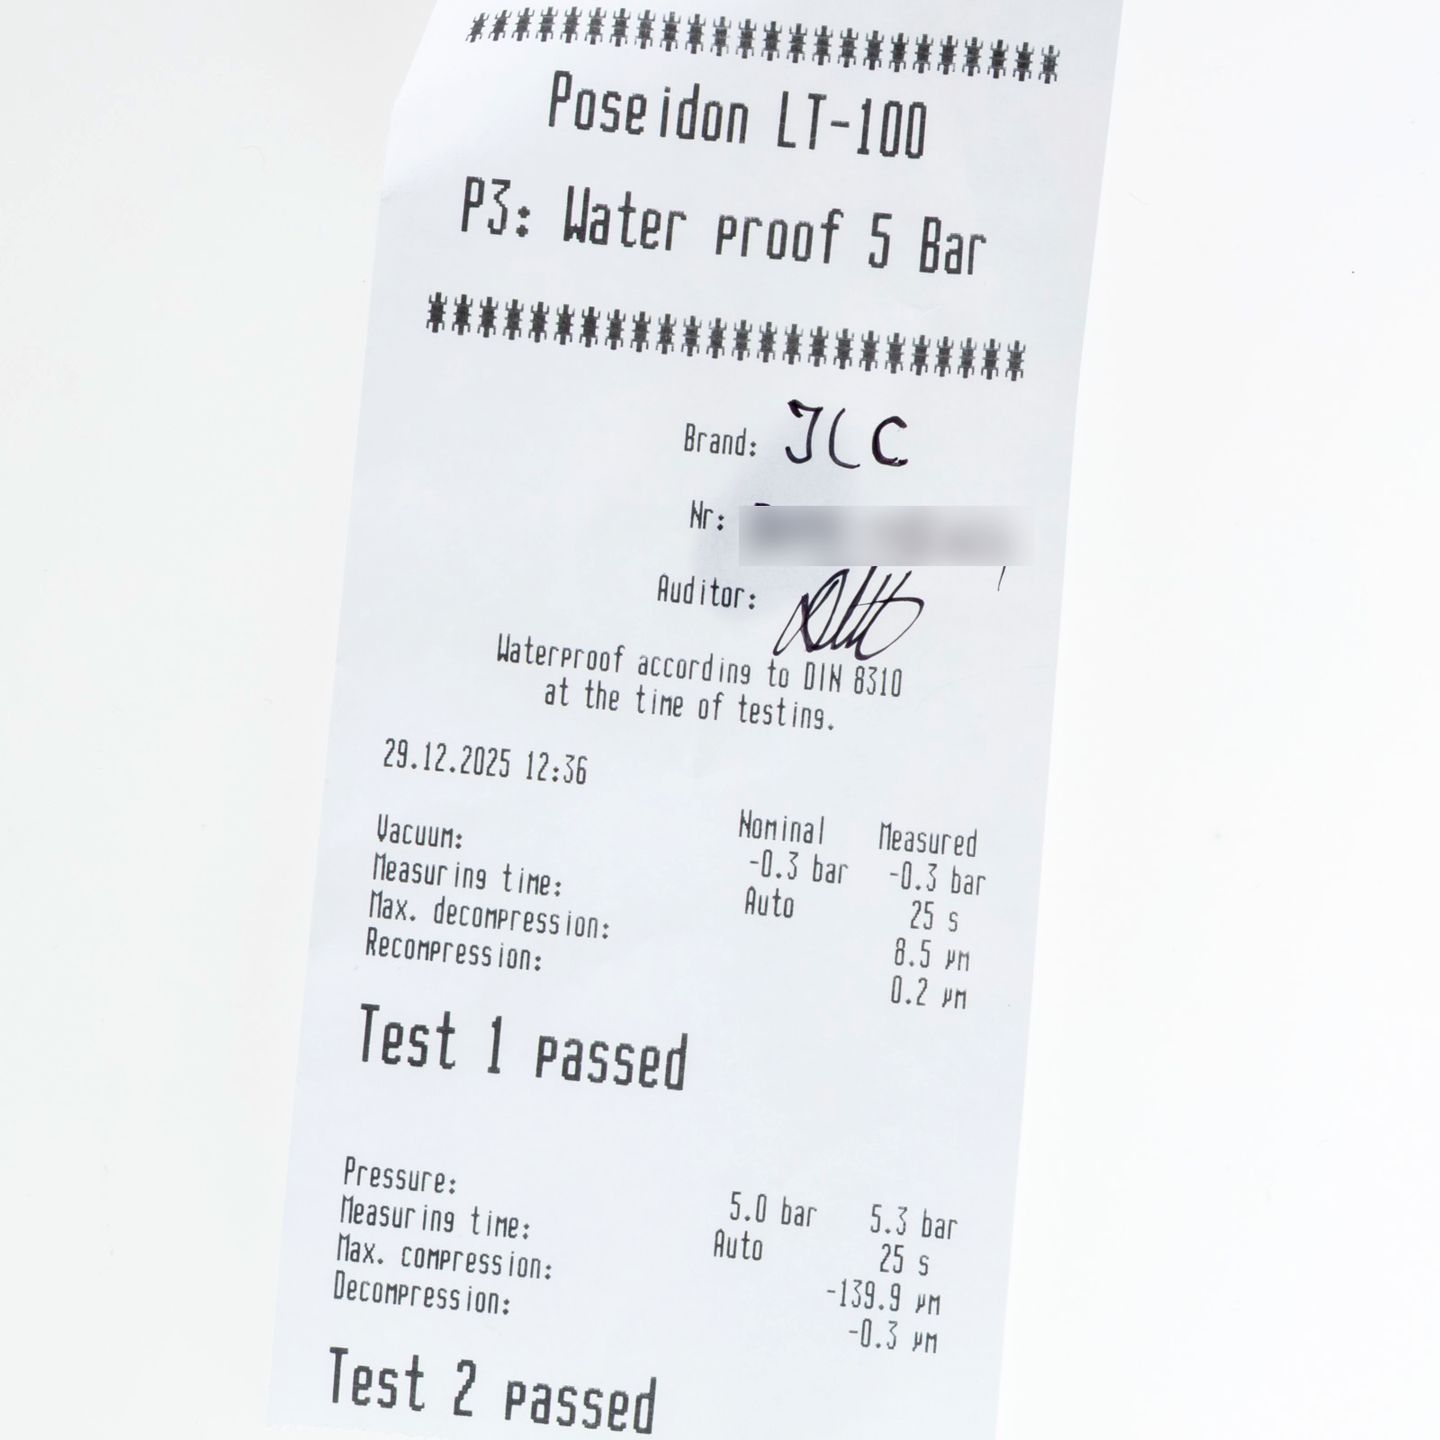 Poseidon LT-100
P3: Water proof 5 Bar
Brand: JLC
Nr:
Auditor:
Waterproof according to DIN 8310
at the time of testing.
29.12.2025 12:36
Nominal Measured
Vacuum: -0.3 bar -0.3 bar
Measuring time: Auto 25 s
Max. decompression: 8.5 µm
Recompression: 0.2 µm
Test 1 passed
Pressure: 5.0 bar 5.3 bar
Measuring time: Auto 25 s
Max. compression: -139.9 µm
Decompression: -0.3 µm
Test 2 passed